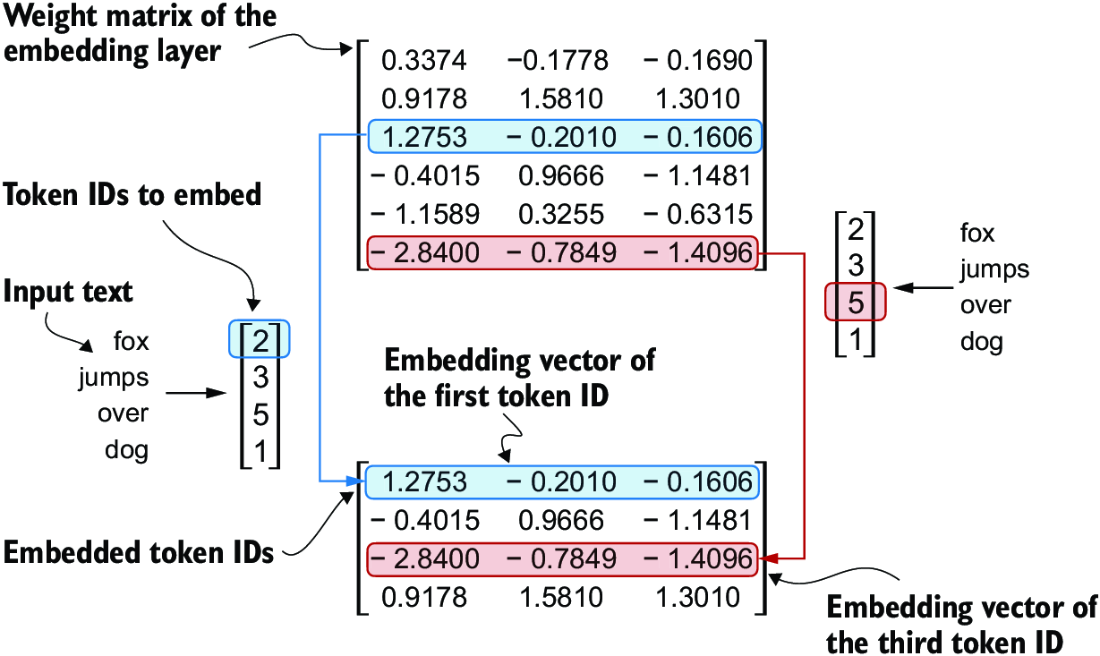 Weight matrix of the
embedding layer
0.3374 −0.1778 − 0.1690
0.9178 1.5810 1.3010
1.2753 − 0.2010 − 0.1606
− 0.4015 0.9666 − 1.1481
− 1.1589 0.3255 − 0.6315
− 2.8400 − 0.7849 − 1.4096
Token IDs to embed
Input text
fox
jumps
over
dog
2
3
5
1
2
3
5
1
fox
jumps
over
dog
Embedding vector of
the first token ID
Embedded token IDs
1.2753 − 0.2010 − 0.1606
− 0.4015 0.9666 − 1.1481
− 2.8400 − 0.7849 − 1.4096
0.9178 1.5810 1.3010
Embedding vector of
the third token ID